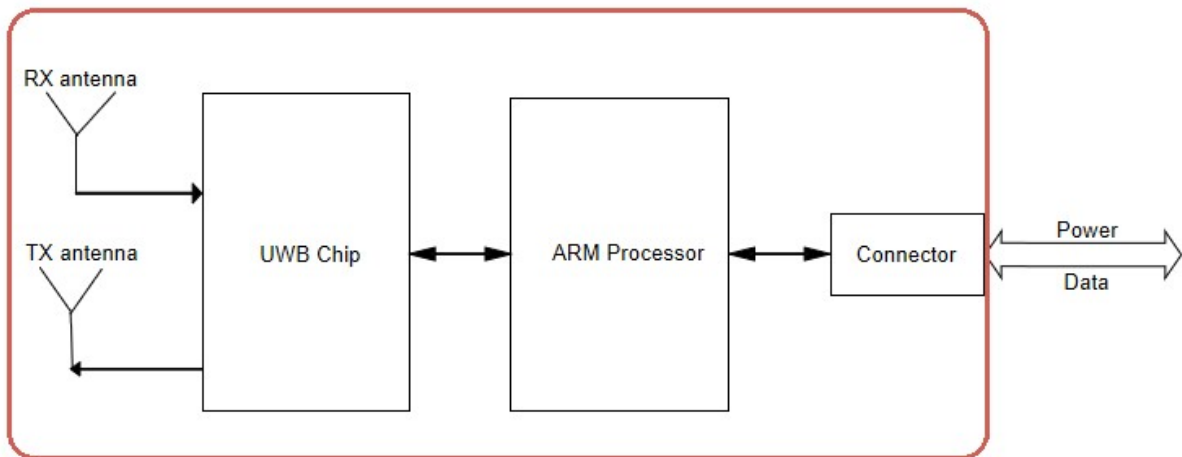 RX antenna
TX antenna
UWB Chip
ARM Processor
Connector
Power
Data